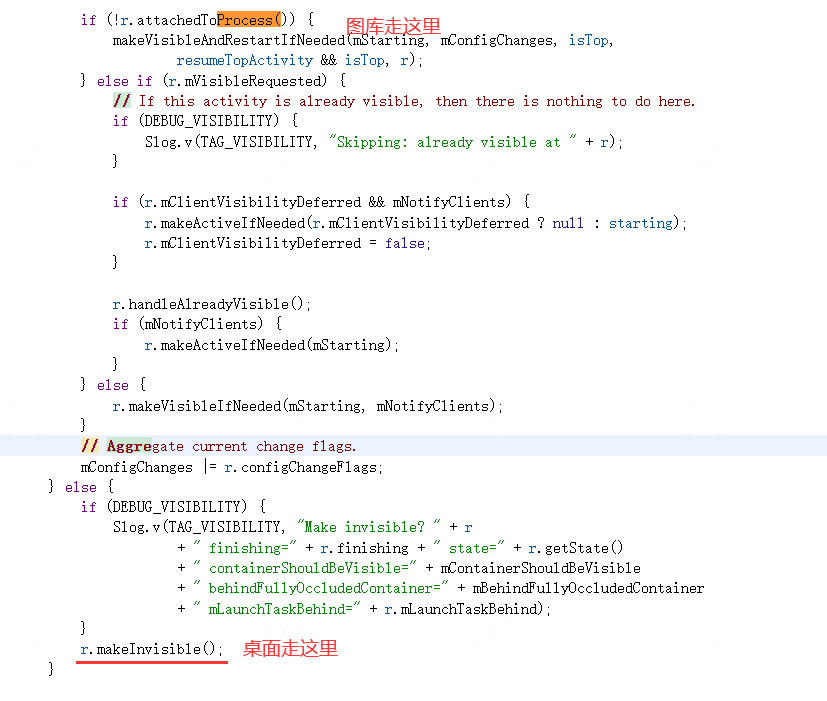 if (!r.attachedToProcess()) {
图库走这里
makeVisibleAndRestartIfNeeded(mStarting, mConfigChanges, isTop,
resumeTopActivity && isTop, r);
} else if (r.mVisibleRequested) {
// If this activity is already visible, then there is nothing to do here.
if (DEBUG_VISIBILITY) {
Slog.v(TAG_VISIBILITY, "Skipping: already visible at " + r);
}
if (r.mClientVisibilityDeferred && mNotifyClients) {
r.makeActiveIfNeeded(r.mClientVisibilityDeferred ? null : starting);
r.mClientVisibilityDeferred = false;
}
r.handleAlreadyVisible();
if (mNotifyClients) {
r.makeActiveIfNeeded(mStarting);
}
} else {
r.makeVisibleIfNeeded(mStarting, mNotifyClients);
}
// Aggregate current change flags.
mConfigChanges |= r.configChangeFlags;
} else {
if (DEBUG_VISIBILITY) {
Slog.v(TAG_VISIBILITY, "Make invisible? " + r
+ " finishing=" + r.finishing + " state=" + r.getState()
+ " containerShouldBeVisible=" + mContainerShouldBeVisible
+ " behindFullyOccludedContainer=" + mBehindFullyOccludedContainer
+ " mLaunchTaskBehind=" + r.mLaunchTaskBehind);
}
r.makeInvisible(); 桌面走这里
}